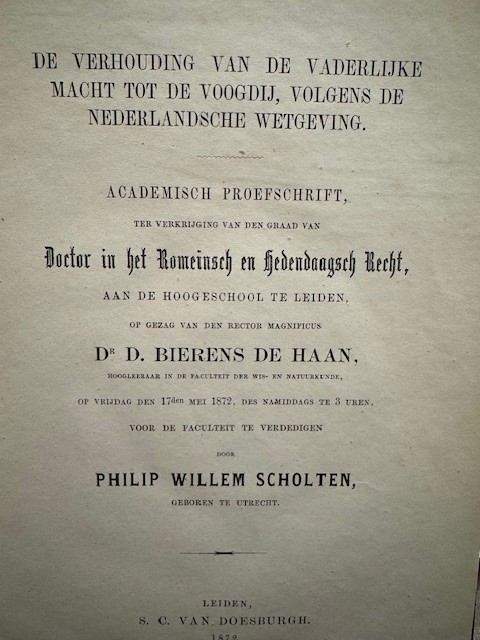 DE VERHOUDING VAN DE VADERLIJKE
MACHT TOT DE VOOGDIJ, VOLGENS DE
NEDERLANDSCHE WETGEVING.
ACADEMISCH PROEFSCHRIFT,
TER VERKRIJGING VAN DEN GRAAD VAN
Doctor in het Romeinsch en Hedendaagsch Recht,
AAN DE HOOGESCHOOL TE LEIDEN,
OP GEZAG VAN DEN RECTOR MAGNIFICUS
DR D. BIERENS DE HAAN,
HOOGLEERAAR IN DE FACULTEIT DER WIS- EN NATUURKUNDE,
OP VRIJDAG DEN 17den MEI 1872, DES NAMIDDAGS TE 3 UREN,
VOOR DE FACULTEIT TE VERDEDIGEN
DOOR
PHILIP WILLEM SCHOLTEN,
GEBOREN TE UTRECHT.
LEIDEN,
S. C. VAN DOESBURGH.
1872